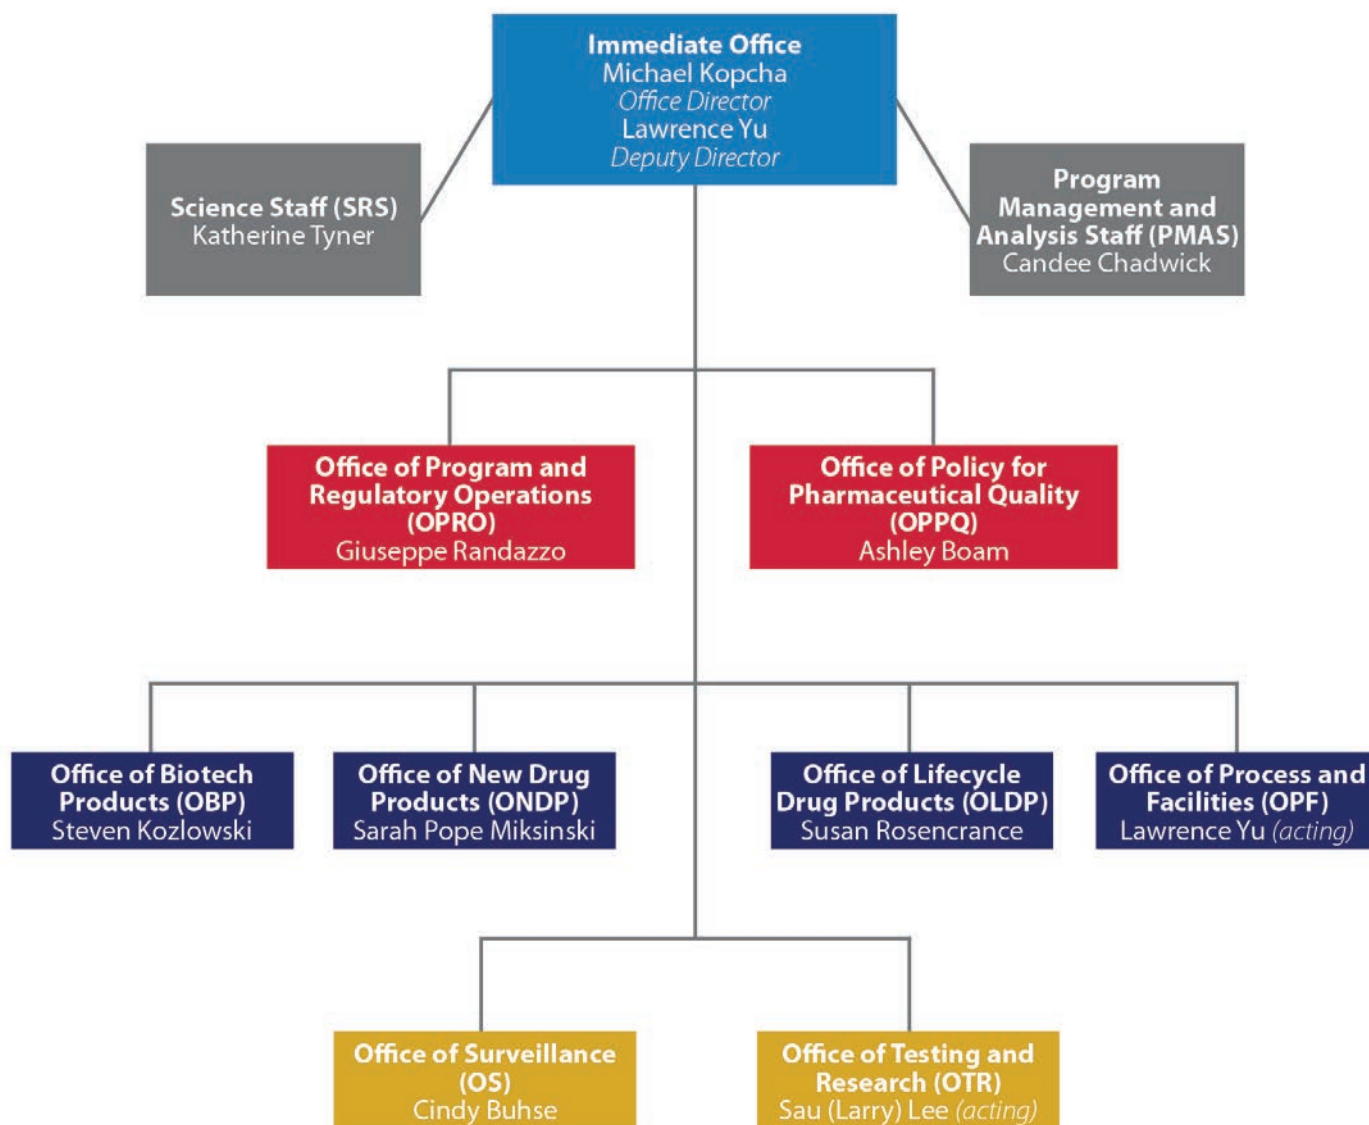 Immediate Office
Michael Kopcha
Office Director
Lawrence Yu
Deputy Director
Science Staff (SRS)
Katherine Tyner
Program
Management and
Analysis Staff (PMAS)
Candee Chadwick
Office of Program and
Regulatory Operations
(OPRO)
Giuseppe Randazzo
Office of Policy for
Pharmaceutical Quality
(OPPQ)
Ashley Boam
Office of Biotech
Products (OBP)
Steven Kozlowski
Office of New Drug
Products (ONDP)
Sarah Pope Miksinski
Office of Lifecycle
Drug Products (OLDP)
Susan Rosencrance
Office of Process and
Facilities (OPF)
Lawrence Yu (acting)
Office of Surveillance
(OS)
Cindy Buhse
Office of Testing and
Research (OTR)
Sau (Larry) Lee (acting)